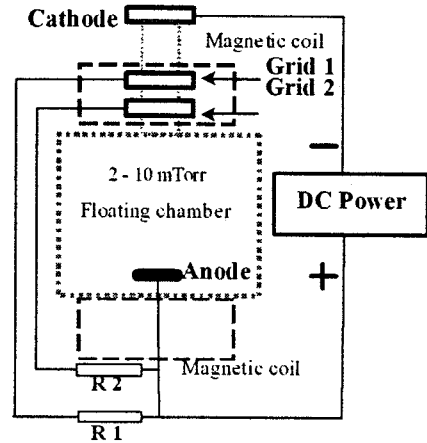 Cathode
Magnetic coil
Grid 1
Grid 2
−
2 - 10 mTorr
Floating chamber
DC Power
Anode
+
R 2
Magnetic coil
R 1